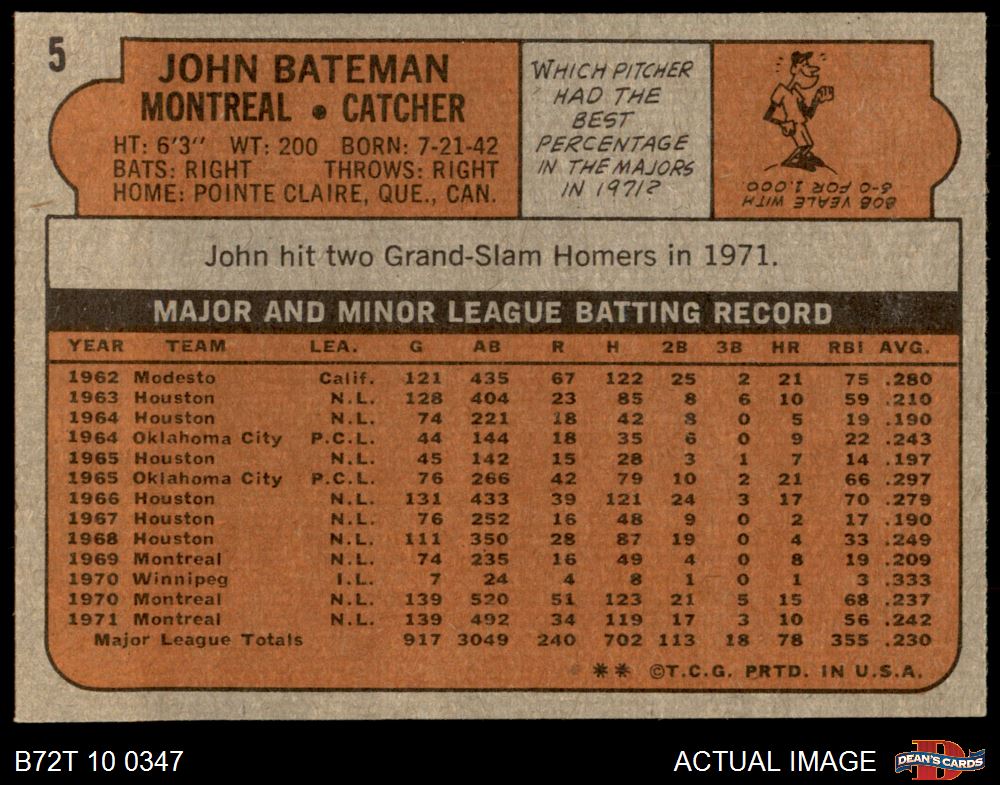 5
JOHN BATEMAN
MONTREAL • CATCHER
HT: 6'3" WT: 200 BORN: 7-21-42
BATS: RIGHT THROWS: RIGHT
HOME: POINTE CLAIRE, QUE., CAN.
WHICH PITCHER
HAD THE
BEST
PERCENTAGE
IN THE MAJORS
IN 1971?
BOB VEALE WITH
6-0 FOR 1.000.
John hit two Grand-Slam Homers in 1971.
MAJOR AND MINOR LEAGUE BATTING RECORD
YEAR TEAM LEA. G AB R H 2B 3B HR RBI AVG.
1962 Modesto Calif. 121 435 67 122 25 2 21 75 .280
1963 Houston N.L. 128 404 23 85 8 6 10 59 .210
1964 Houston N.L. 74 221 18 42 8 0 5 19 .190
1964 Oklahoma City P.C.L. 44 144 18 35 6 0 9 22 .243
1965 Houston N.L. 45 142 15 28 3 1 7 14 .197
1965 Oklahoma City P.C.L. 76 266 42 79 10 2 21 66 .297
1966 Houston N.L. 131 433 39 121 24 3 17 70 .279
1967 Houston N.L. 76 252 16 48 9 0 2 17 .190
1968 Houston N.L. 111 350 28 87 19 0 4 33 .249
1969 Montreal N.L. 74 235 16 49 4 0 8 19 .209
1970 Winnipeg I.L. 7 24 4 8 1 0 1 3 .333
1970 Montreal N.L. 139 520 51 123 21 5 15 68 .237
1971 Montreal N.L. 139 492 34 119 17 3 10 56 .242
Major League Totals 917 3049 240 702 113 18 78 355 .230
** ©T.C.G. PRTD. IN U.S.A.
B72T 10 0347
ACTUAL IMAGE
D
DEAN'S CARDS